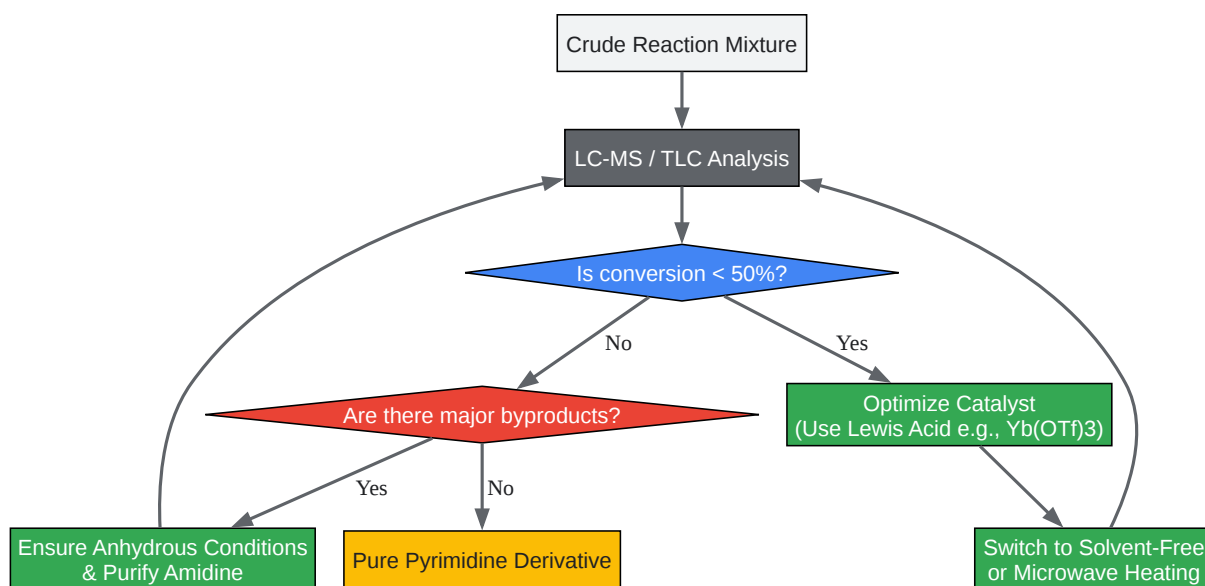 Crude Reaction Mixture
LC-MS / TLC Analysis
Is conversion < 50%?
No
Yes
Are there major byproducts?
Optimize Catalyst
(Use Lewis Acid e.g., Yb(OTf)3)
Yes
No
Ensure Anhydrous Conditions
& Purify Amidine
Pure Pyrimidine Derivative
Switch to Solvent-Free
or Microwave Heating